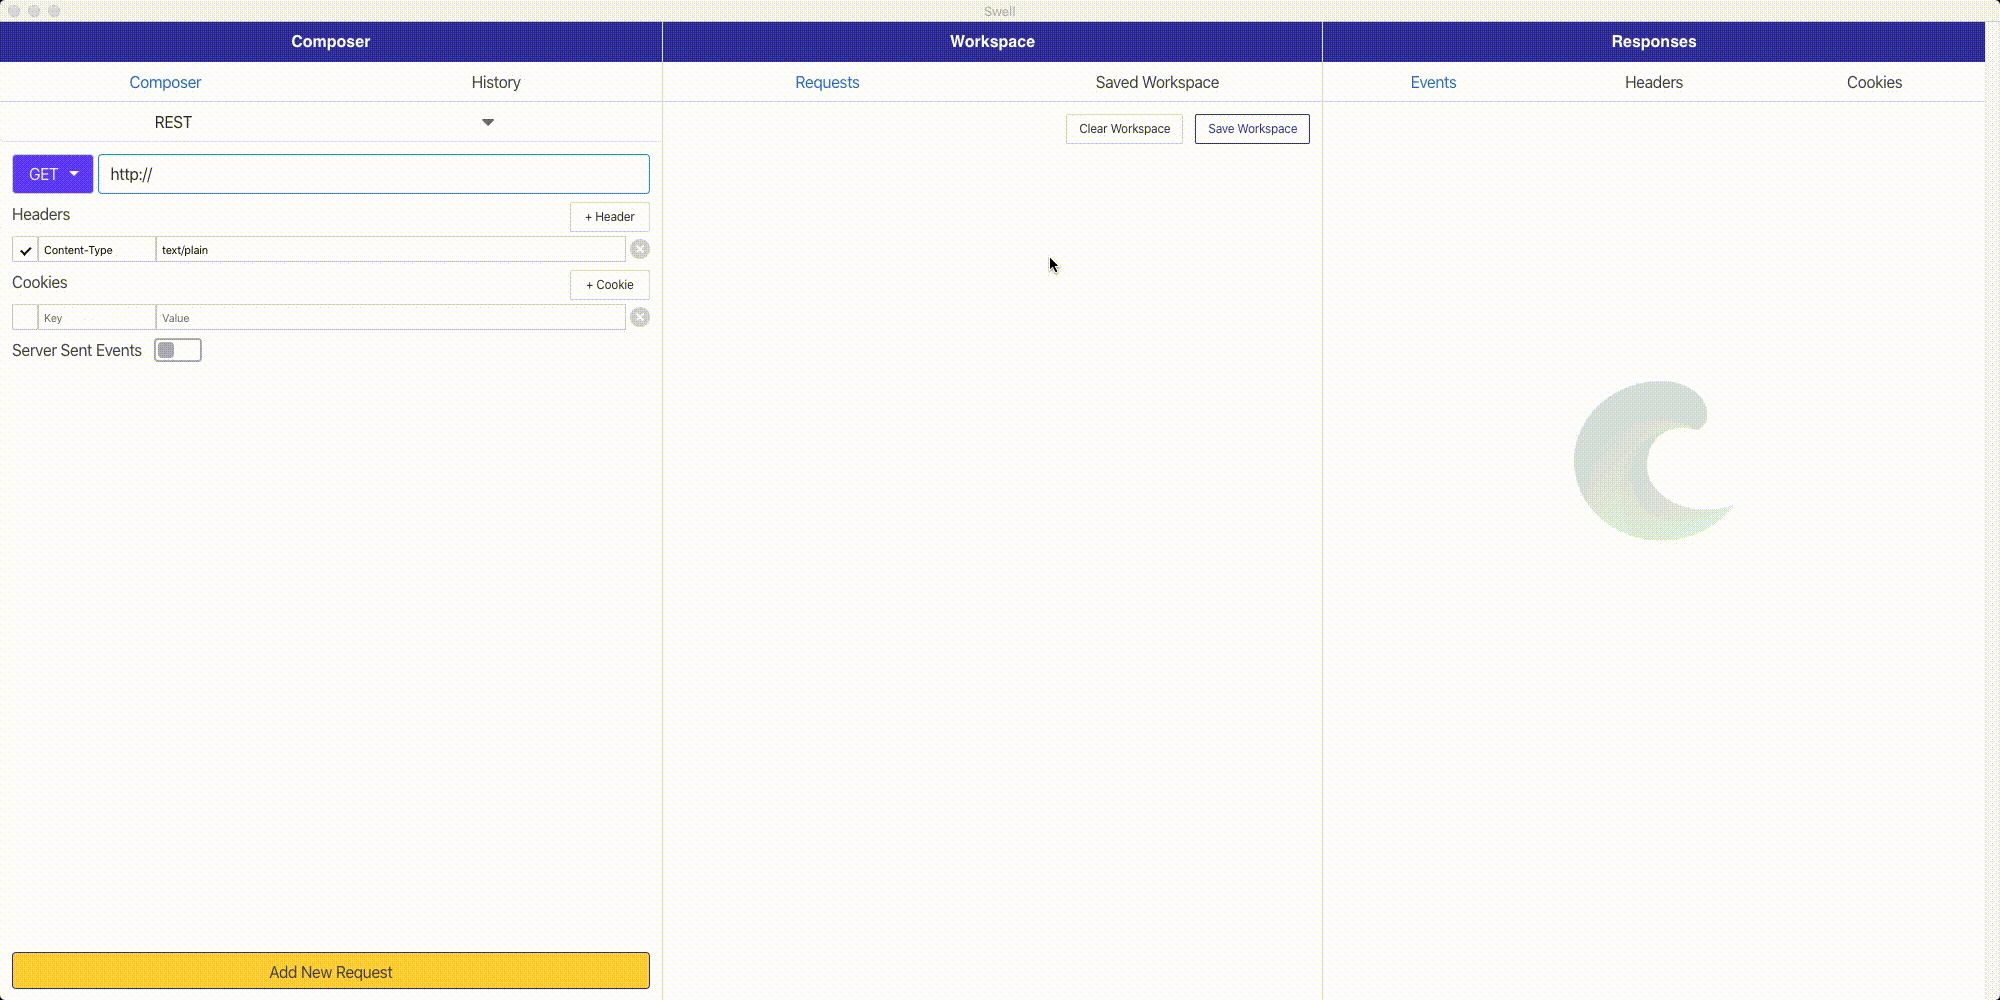 Swell
Composer
Workspace
Responses
Composer
History
Requests
Saved Workspace
Events
Headers
Cookies
REST
Clear Workspace
Save Workspace
GET
http://
Headers
+ Header
Content-Type
text/plain
Cookies
+ Cookie
Key
Value
Server Sent Events
Add New Request